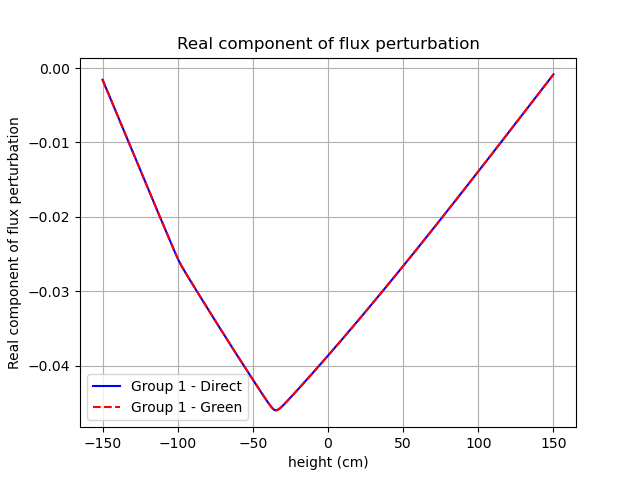 Real component of flux perturbation
Real component of flux perturbation
0.00
−0.01
−0.02
−0.03
−0.04
Group 1 - Direct
Group 1 - Green
−150
−100
−50
0
50
100
150
height (cm)